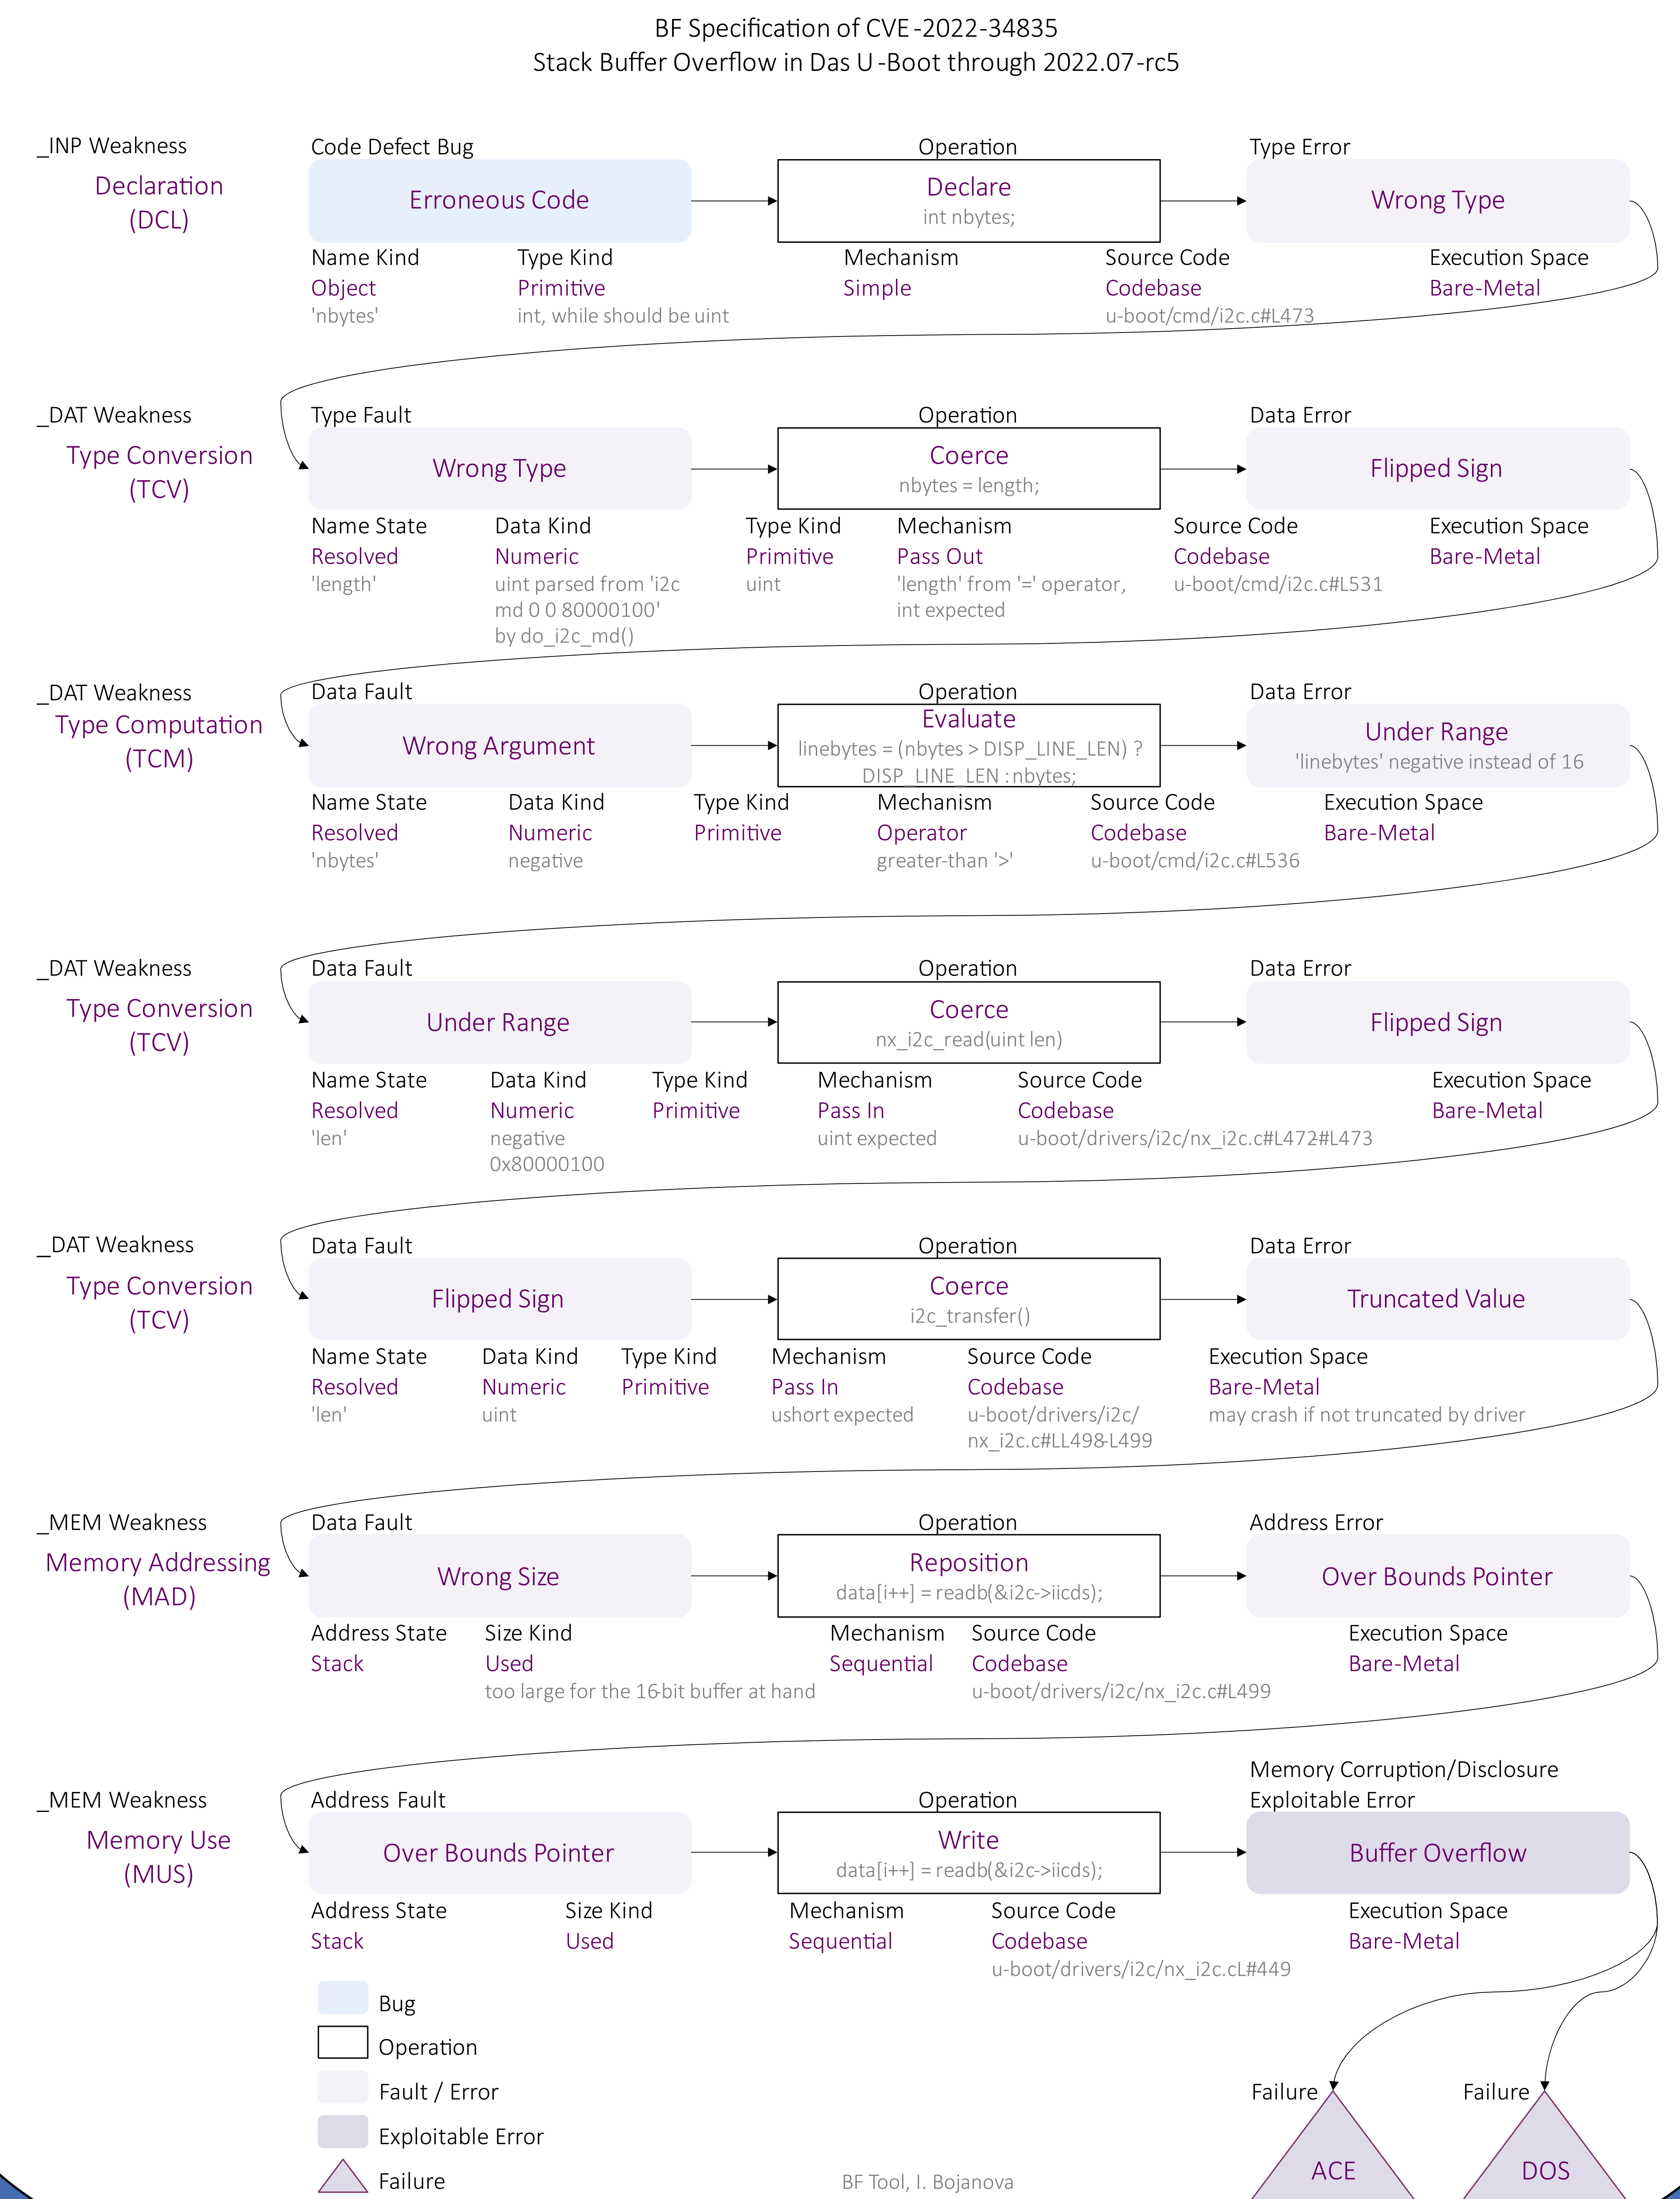 BF Specification of CVE-2022-34835
Stack Buffer Overflow in Das U-Boot through 2022.07-rc5
_INP Weakness
Declaration
(DCL)
Code Defect Bug
Erroneous Code
Operation
Declare
int nbytes;
Type Error
Wrong Type
Name Kind
Object
'nbytes'
Type Kind
Primitive
int, while should be uint
Mechanism
Simple
Source Code
Codebase
u-boot/cmd/i2c.c#L473
Execution Space
Bare-Metal
_DAT Weakness
Type Conversion
(TCV)
Type Fault
Wrong Type
Operation
Coerce
nbytes = length;
Data Error
Flipped Sign
Name State
Resolved
'length'
Data Kind
Numeric
uint parsed from 'i2c
md 0 0 80000100'
by do_i2c_md()
Type Kind
Primitive
uint
Mechanism
Pass Out
'length' from '=' operator,
int expected
Source Code
Codebase
u-boot/cmd/i2c.c#L531
Execution Space
Bare-Metal
_DAT Weakness
Type Computation
(TCM)
Data Fault
Wrong Argument
Operation
Evaluate
linebytes = (nbytes > DISP_LINE_LEN) ?
DISP_LINE_LEN : nbytes;
Data Error
Under Range
'linebytes' negative instead of 16
Name State
Resolved
'nbytes'
Data Kind
Numeric
negative
Type Kind
Primitive
Mechanism
Operator
greater-than '>'
Source Code
Codebase
u-boot/cmd/i2c.c#L536
Execution Space
Bare-Metal
_DAT Weakness
Type Conversion
(TCV)
Data Fault
Under Range
Operation
Coerce
nx_i2c_read(uint len)
Data Error
Flipped Sign
Name State
Resolved
'len'
Data Kind
Numeric
negative
0x80000100
Type Kind
Primitive
Mechanism
Pass In
uint expected
Source Code
Codebase
u-boot/drivers/i2c/nx_i2c.c#L472-#L473
Execution Space
Bare-Metal
_DAT Weakness
Type Conversion
(TCV)
Data Fault
Flipped Sign
Operation
Coerce
i2c_transfer()
Data Error
Truncated Value
Name State
Resolved
'len'
Data Kind
Numeric
uint
Type Kind
Primitive
Mechanism
Pass In
ushort expected
Source Code
Codebase
u-boot/drivers/i2c/
nx_i2c.c#LL498-L499
Execution Space
Bare-Metal
may crash if not truncated by driver
_MEM Weakness
Memory Addressing
(MAD)
Data Fault
Wrong Size
Operation
Reposition
data[i++] = readb(&i2c->iicds);
Address Error
Over Bounds Pointer
Address State
Stack
Size Kind
Used
too large for the 16-bit buffer at hand
Mechanism
Sequential
Source Code
Codebase
u-boot/drivers/i2c/nx_i2c.c#L499
Execution Space
Bare-Metal
_MEM Weakness
Memory Use
(MUS)
Address Fault
Over Bounds Pointer
Operation
Write
data[i++] = readb(&i2c->iicds);
Memory Corruption/Disclosure
Exploitable Error
Buffer Overflow
Address State
Stack
Size Kind
Used
Mechanism
Sequential
Source Code
Codebase
u-boot/drivers/i2c/nx_i2c.cL#449
Execution Space
Bare-Metal
Bug
Operation
Fault / Error
Exploitable Error
Failure
BF Tool, I. Bojanova
Failure
ACE
Failure
DOS